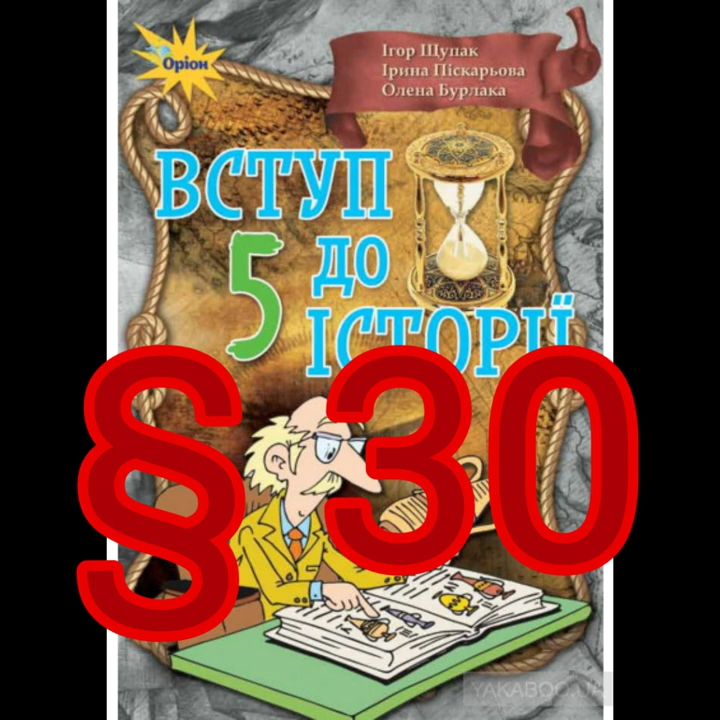 Оріон
Ігор Щупак
Ірина Піскарьова
Олена Бурлака
ВСТУП
5 ДО
ІСТОРІЇ
§ 30
YAKABOO.UA